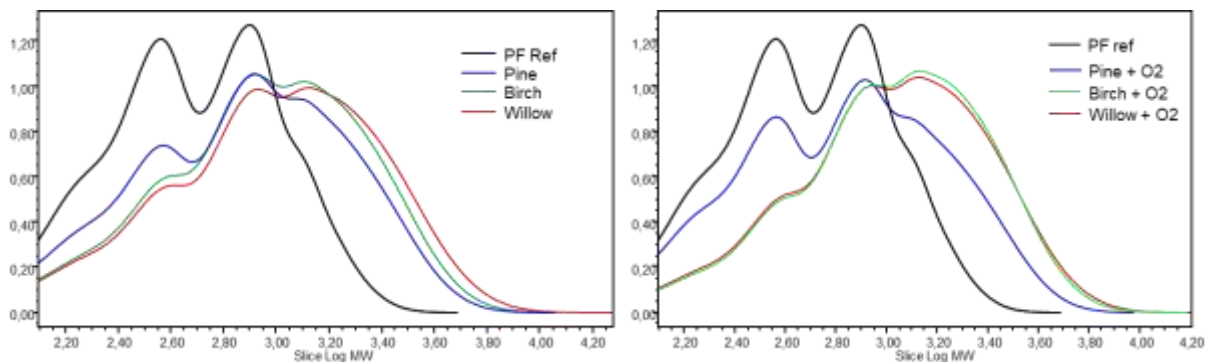 1,20
1,00
0,80
0,60
0,40
0,20
0,00
PF Ref
Pine
Birch
Willow
2,20 2,40 2,60 2,80 3,00 3,20 3,40 3,60 3,80 4,00 4,20
Slice Log MW
1,20
1,00
0,80
0,60
0,40
0,20
0,00
PF ref
Pine + O2
Birch + O2
Willow + O2
2,20 2,40 2,60 2,80 3,00 3,20 3,40 3,60 3,80 4,00 4,20
Slice Log MW